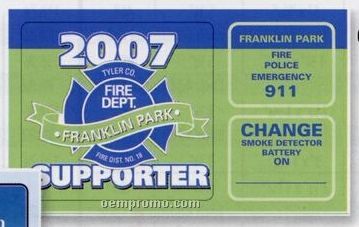 2007
TYLER CO.
FIRE
DEPT.
FRANKLIN PARK
FIRE DIST. NO. 18
SUPPORTER
FRANKLIN PARK
FIRE
POLICE
EMERGENCY
911
CHANGE
SMOKE DETECTOR
BATTERY
ON
oempromo.com